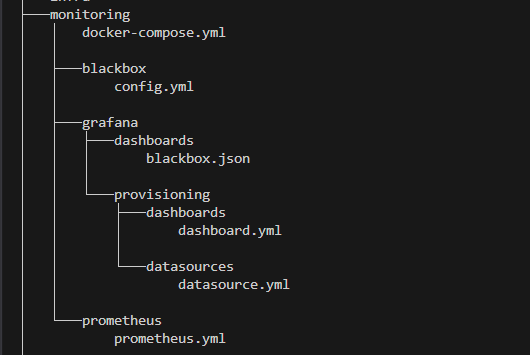 monitoring
docker-compose.yml
blackbox
config.yml
grafana
dashboards
blackbox.json
provisioning
dashboards
dashboard.yml
datasources
datasource.yml
prometheus
prometheus.yml